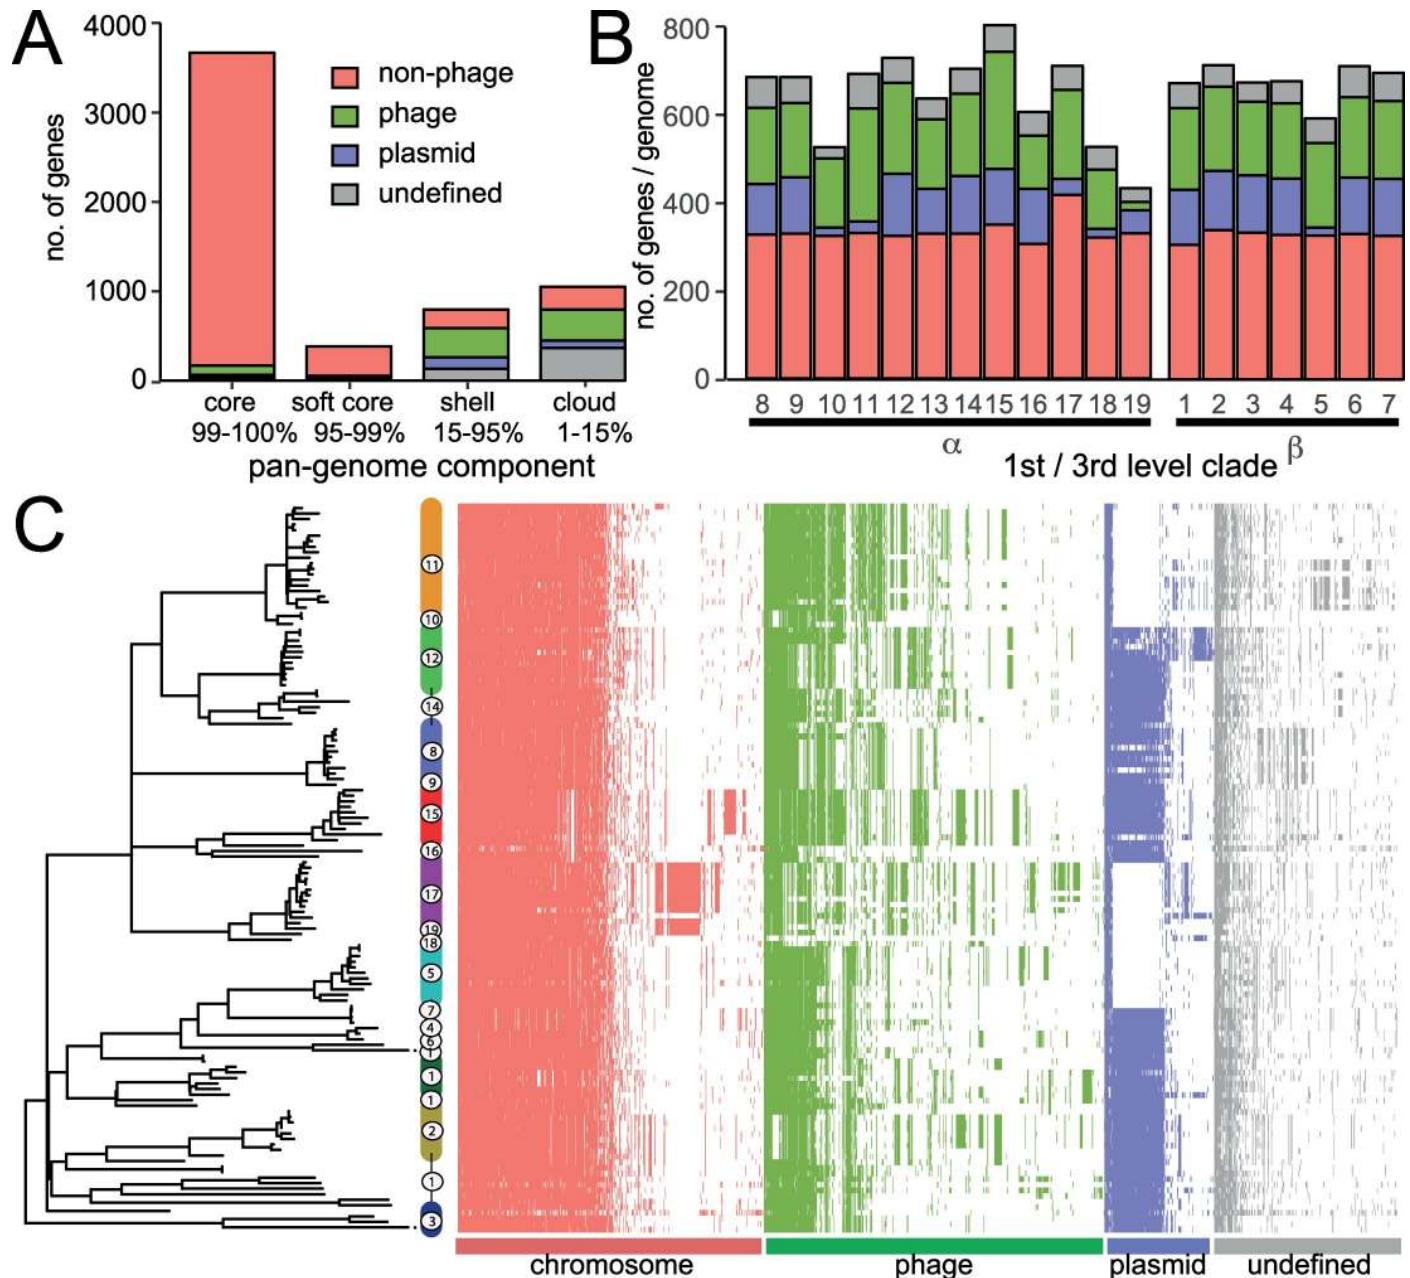 A
4000
3000
2000
1000
0
no. of genes
non-phage
phage
plasmid
undefined
core
soft core
shell
cloud
99-100%
95-99%
15-95%
1-15%
pan-genome component
B
800
600
400
200
0
no. of genes / genome
8 9 10 11 12 13 14 15 16 17 18 19 1 2 3 4 5 6 7
α
β
1st / 3rd level clade
C
11
10
12
14
8
9
15
16
17
19
18
5
7
4
6
1
1
1
2
1
3
chromosome
phage
plasmid
undefined